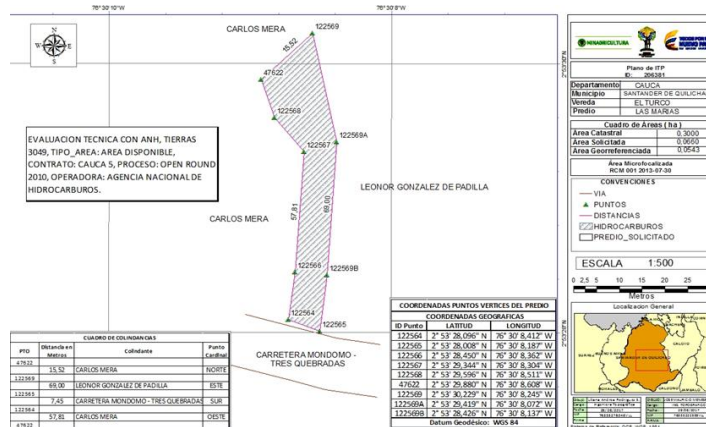 76° 30'10"W
76° 30'8"W
CARLOS MERA
122569
15,52
47622
122568
122569A
122567
EVALUACION TECNICA CON ANH, TIERRAS
3049, TIPO_AREA: AREA DISPONIBLE,
CONTRATO: CAUCA 5, PROCESO: OPEN ROUND
2010, OPERADORA: AGENCIA NACIONAL DE
HIDROCARBUROS.
LEONOR GONZALEZ DE PADILLA
CARLOS MERA
57,81
69,00
122566
122569B
122564
122565
CARRETERA MONDOMO -
TRES QUEBRADAS
CUADRO DE COLINDANCIAS
PTO
Distancia en
Metros
Colindante
Punto
Cardinal
47622
15,52 CARLOS MERA NORTE
122569
69,00 LEONOR GONZALEZ DE PADILLA ESTE
122565
7,45 CARRETERA MONDOMO - TRES QUEBRADAS SUR
122564
57,81 CARLOS MERA OESTE
47622
COORDENADAS PUNTOS VERTICES DEL PREDIO
COORDENADAS GEOGRAFICAS
ID Punto LATITUD LONGITUD
122564 2° 53' 28,096" N 76° 30' 8,412" W
122565 2° 53' 28,008" N 76° 30' 8,187" W
122566 2° 53' 28,450" N 76° 30' 8,362" W
122567 2° 53' 29,344" N 76° 30' 8,304" W
122568 2° 53' 29,596" N 76° 30' 8,511" W
47622 2° 53' 29,880" N 76° 30' 8,608" W
122569 2° 53' 30,229" N 76° 30' 8,245" W
122569A 2° 53' 29,419" N 76° 30' 8,072" W
122569B 2° 53' 28,426" N 76° 30' 8,137" W
Datum Geodésico: WGS 84
MINAGRICULTURA
Plano de ITP
ID: 206381
Departamento CAUCA
Municipio SANTANDER DE QUILICHA
Vereda EL TURCO
Predio LAS MARIAS
Cuadro de Áreas ( ha )
Área Catastral 0,3000
Área Solicitada 0,0660
Área Georreferenciada 0,0543
Área Microfocalizada
RCM 001 2013-07-30
CONVENCIONES
VIA
PUNTOS
DISTANCIAS
HIDROCARBUROS
PREDIO_SOLICITADO
ESCALA 1:500
0 2,5 5 10 15 20 25
Metros
Localización General